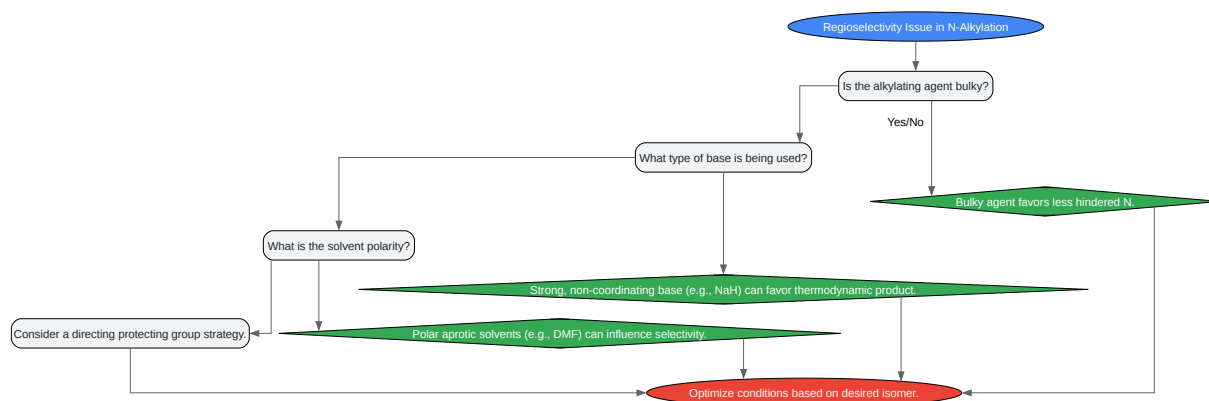 Regioselectivity Issue in N-Alkylation
Is the alkylating agent bulky?
Yes/No
What type of base is being used?
Bulky agent favors less hindered N.
What is the solvent polarity?
Strong, non-coordinating base (e.g., NaH) can favor thermodynamic product.
Consider a directing protecting group strategy.
Polar aprotic solvents (e.g., DMF) can influence selectivity.
Optimize conditions based on desired isomer.